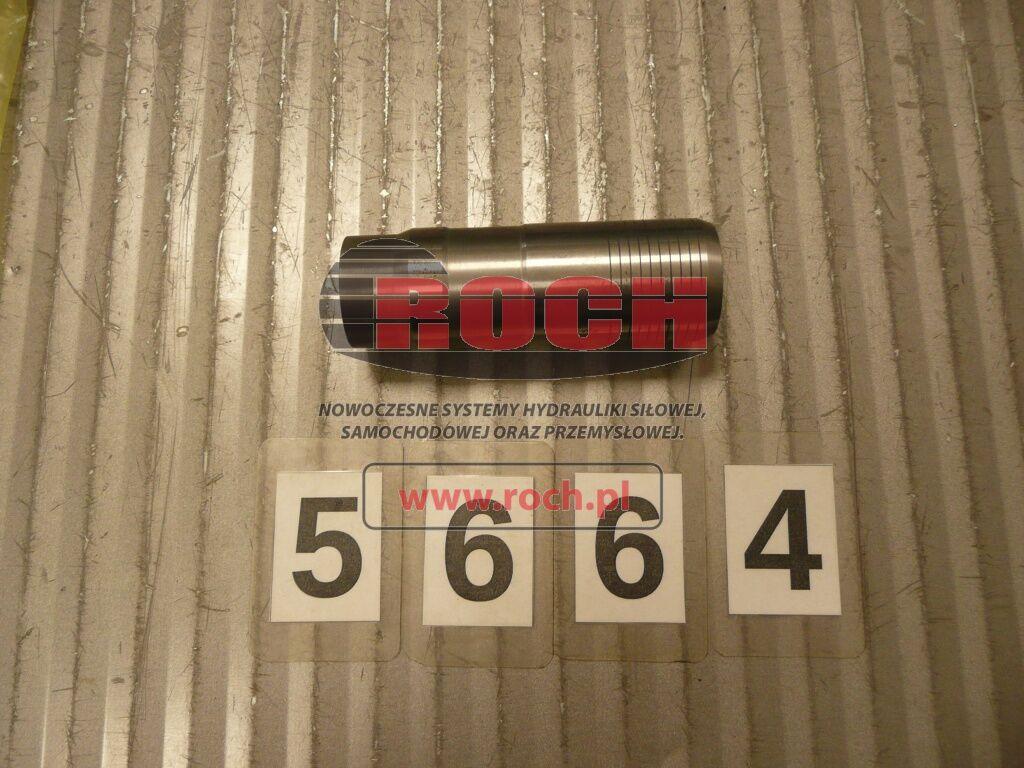 ROCH
NOWOCZESNE SYSTEMY HYDRAULIKI SIŁOWEJ,
SAMOCHODOWEJ ORAZ PRZEMYSŁOWEJ.
www.roch.pl
5 6 6 4